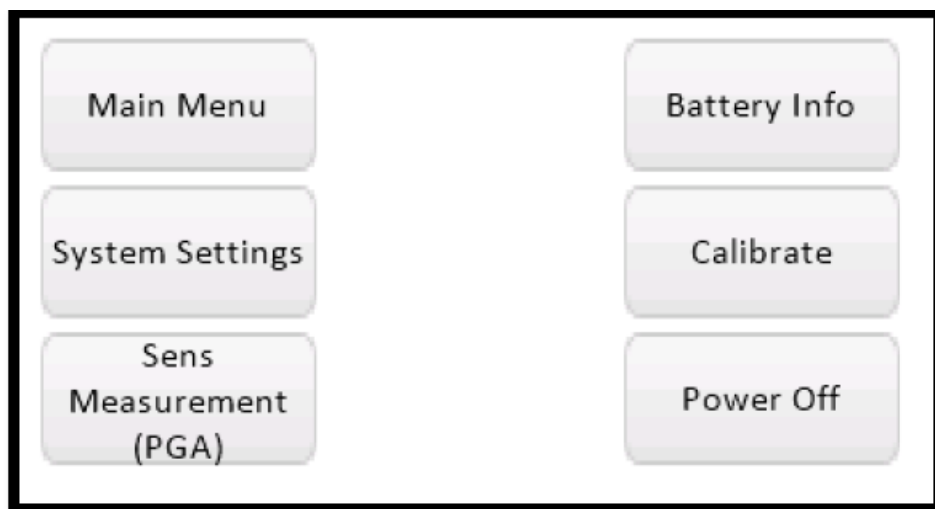 Main Menu
Battery Info
System Settings
Calibrate
Sens
Measurement
(PGA)
Power Off